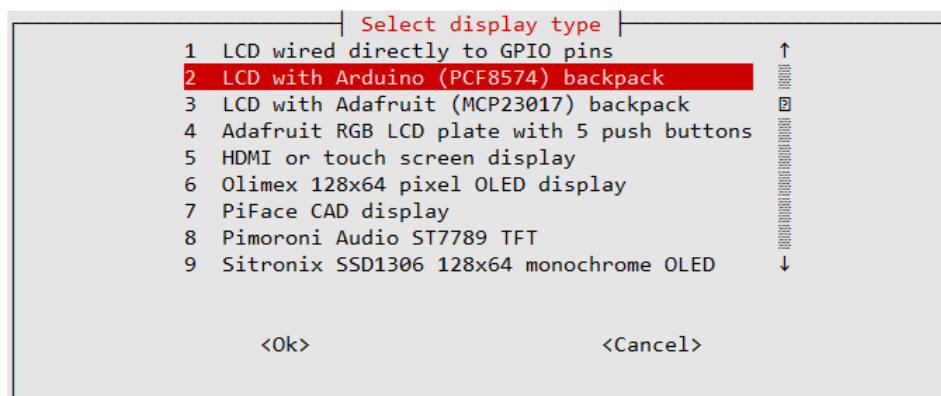 Select display type
1 LCD wired directly to GPIO pins
2 LCD with Arduino (PCF8574) backpack
3 LCD with Adafruit (MCP23017) backpack
4 Adafruit RGB LCD plate with 5 push buttons
5 HDMI or touch screen display
6 Olimex 128x64 pixel OLED display
7 PiFace CAD display
8 Pimoroni Audio ST7789 TFT
9 Sitronix SSD1306 128x64 monochrome OLED
<Ok> <Cancel>